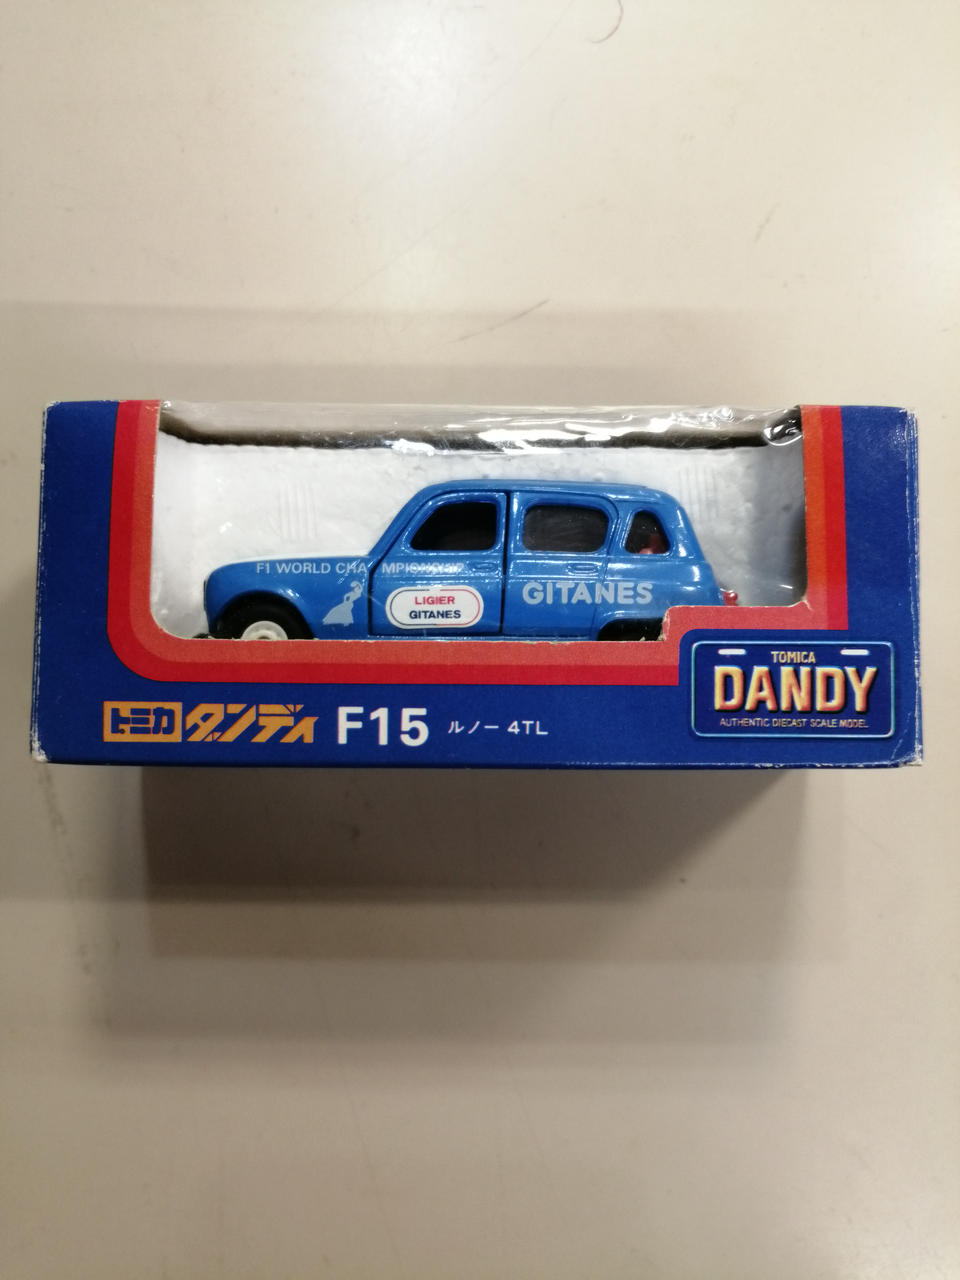 F1 WORLD CHAMPIONSHIP
LIGIER
GITANES
GITANES
トミカ ダンディ F15 ルノー 4TL
TOMICA
DANDY
AUTHENTIC DIECAST SCALE MODEL